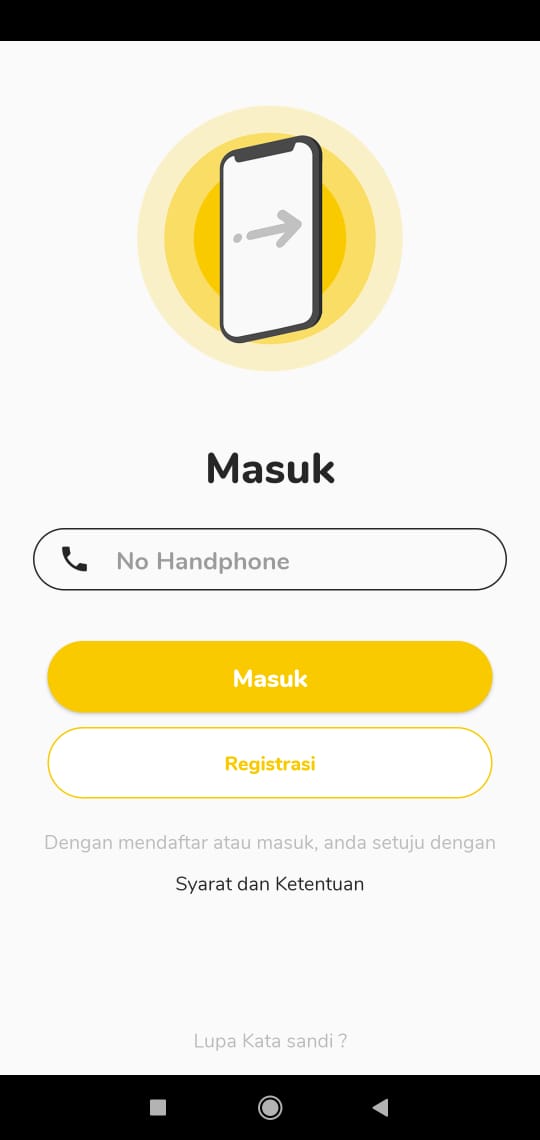 Masuk
No Handphone
Masuk
Registrasi
Dengan mendaftar atau masuk, anda setuju dengan
Syarat dan Ketentuan
Lupa Kata sandi ?